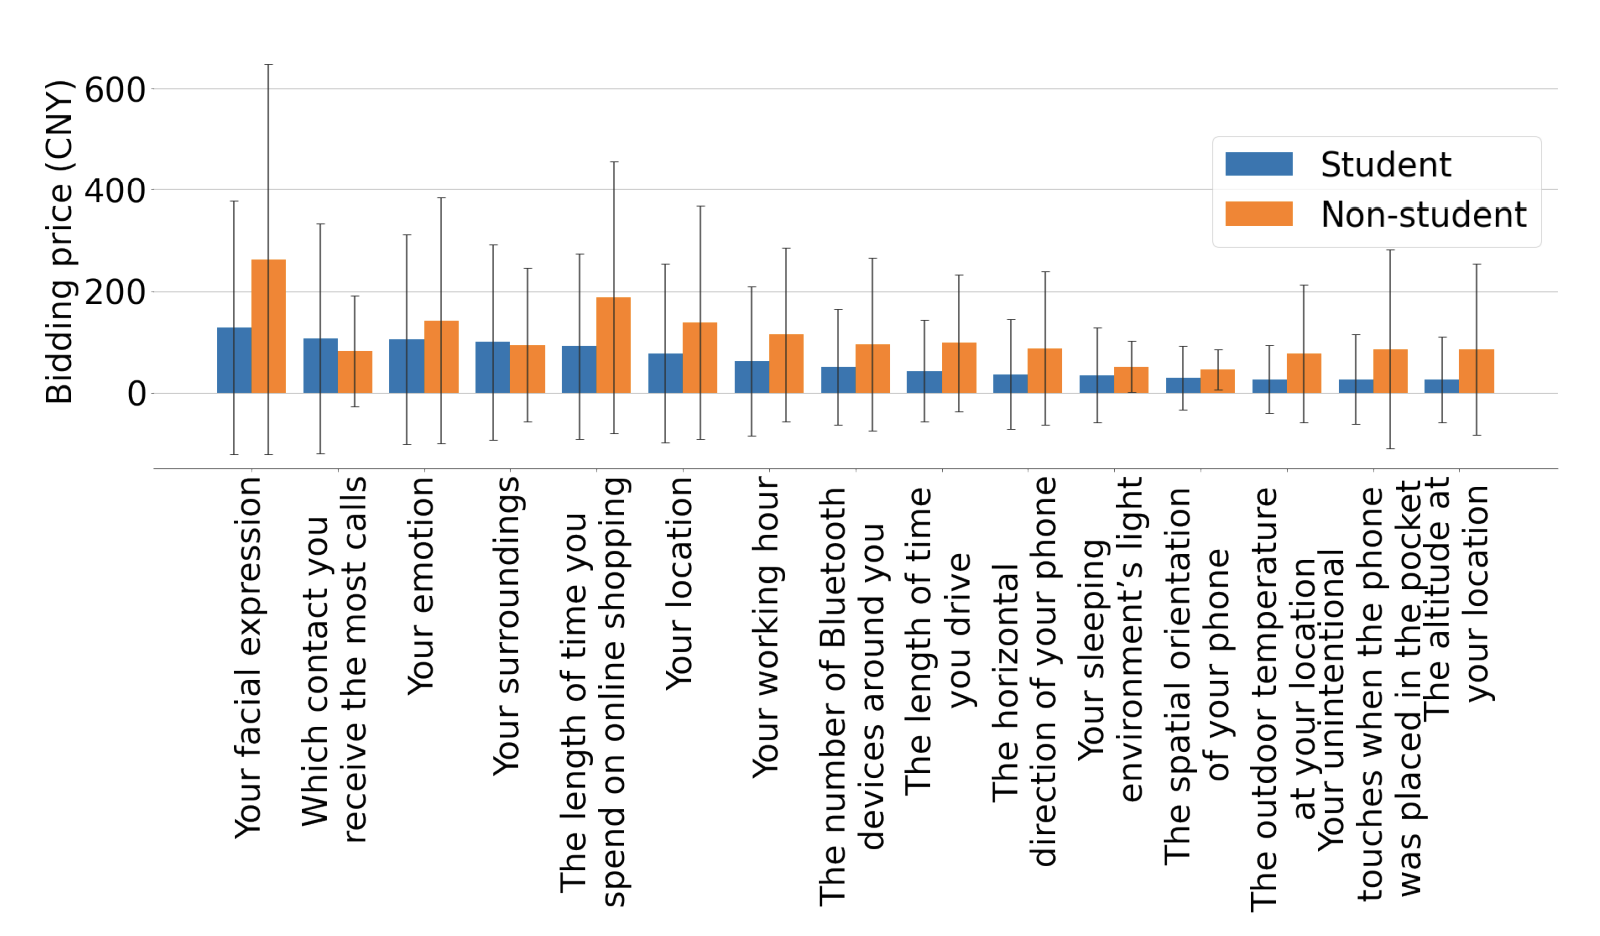 Bidding price (CNY)
600
400
200
0
Student
Non-student
Your facial expression
Which contact you
receive the most calls
Your emotion
Your surroundings
The length of time you
spend on online shopping
Your location
Your working hour
The number of Bluetooth
devices around you
The length of time
you drive
The horizontal
direction of your phone
Your sleeping
environment’s light
The spatial orientation
of your phone
The outdoor temperature
at your location
Your unintentional
touches when the phone
was placed in the pocket
The altitude at
your location